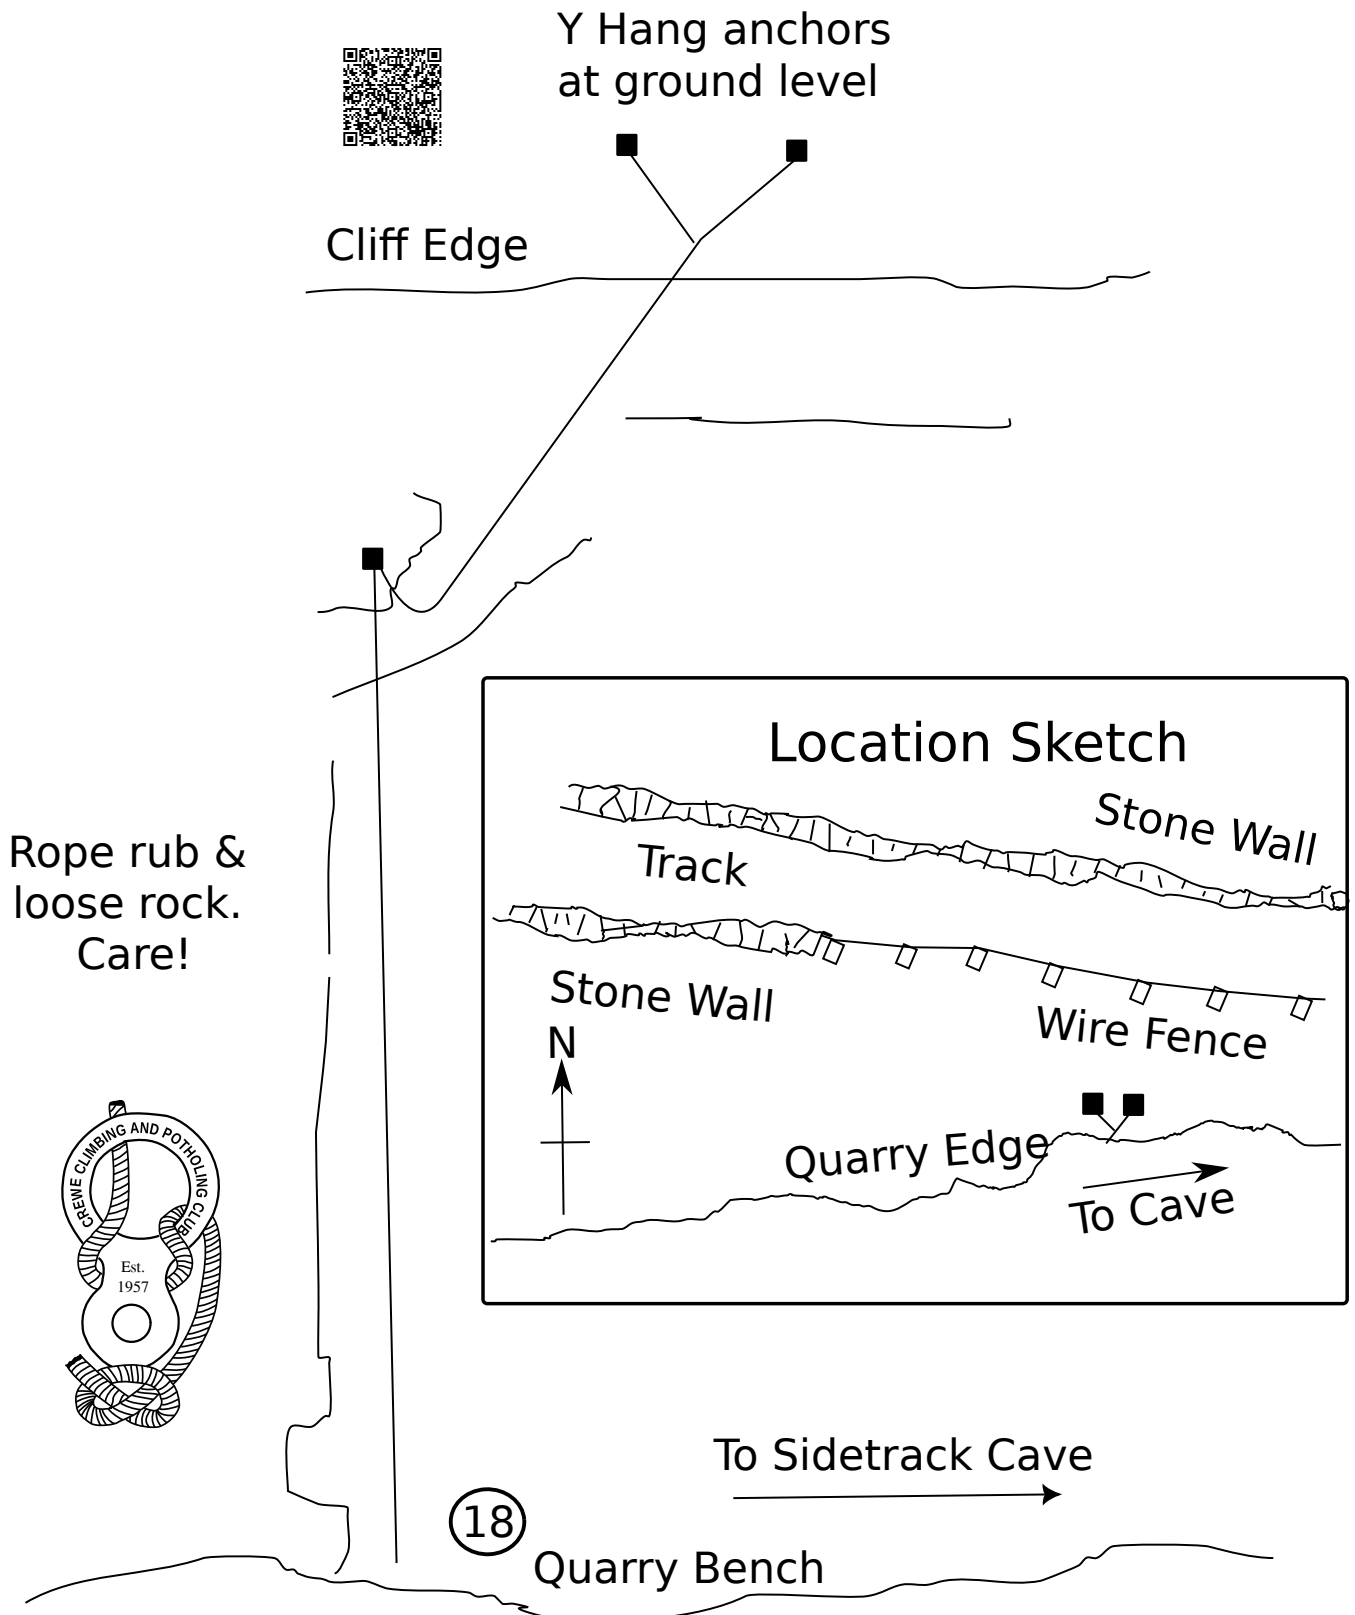 Y Hang anchors
at ground level
Cliff Edge
Location Sketch
Stone Wall
Track
Stone Wall
Wire Fence
N
Quarry Edge
To Cave
Rope rub &
loose rock.
Care!
CREWE CLIMBING AND POTHOLING CLUB
Est.
1957
To Sidetrack Cave
18
Quarry Bench